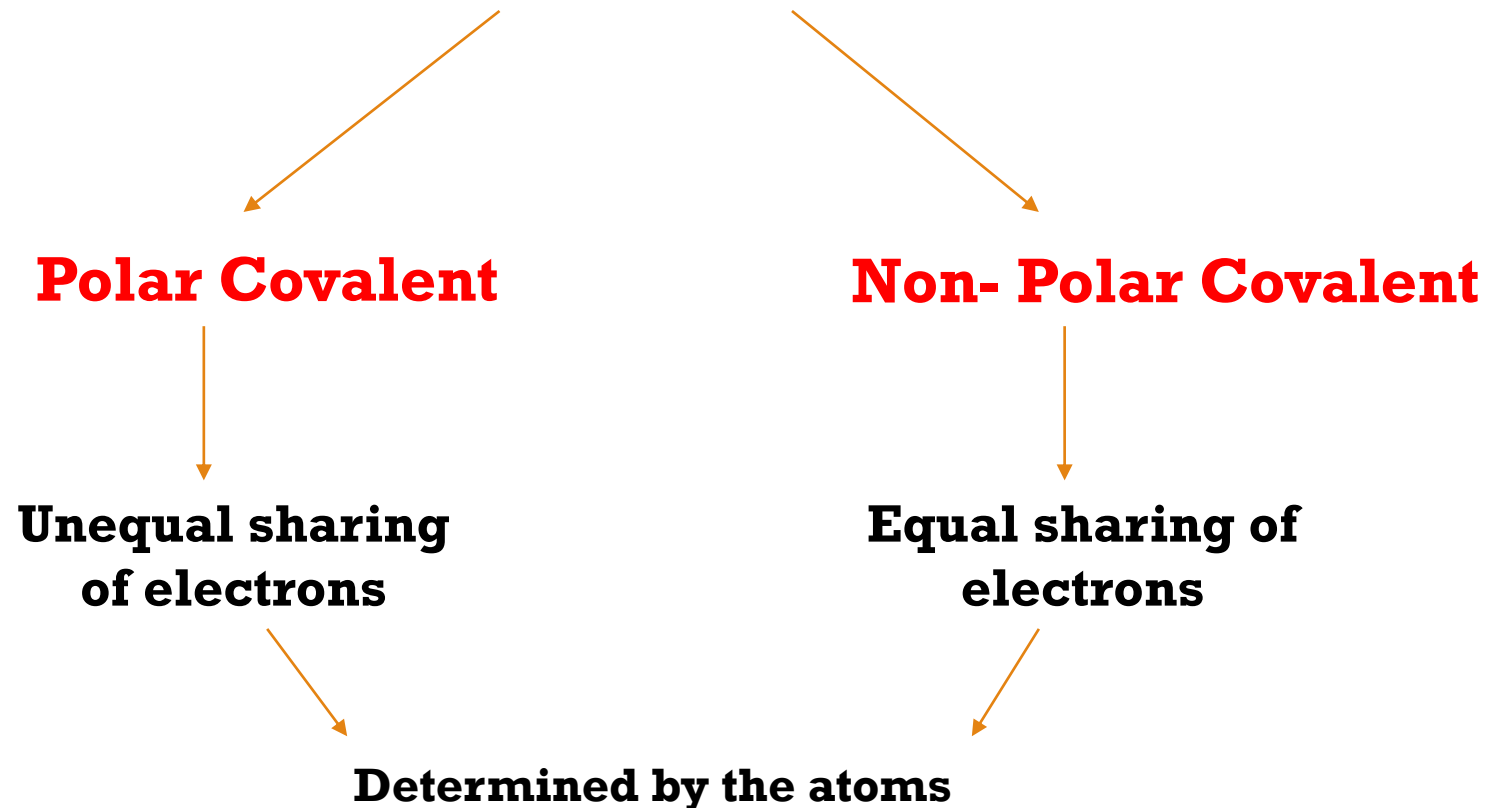 Polar Covalent
Non- Polar Covalent
Unequal sharing
of electrons
Equal sharing of
electrons
Determined by the atoms